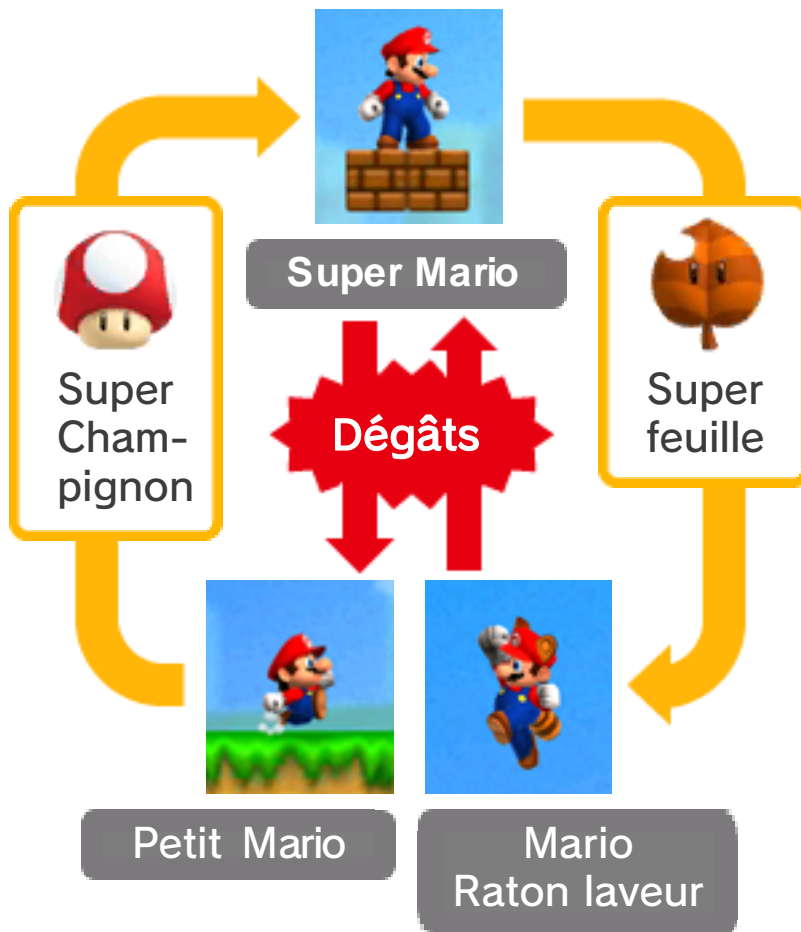 Super Mario
Super
Cham-
pignon
Super
feuille
Dégâts
Petit Mario
Mario
Raton laveur